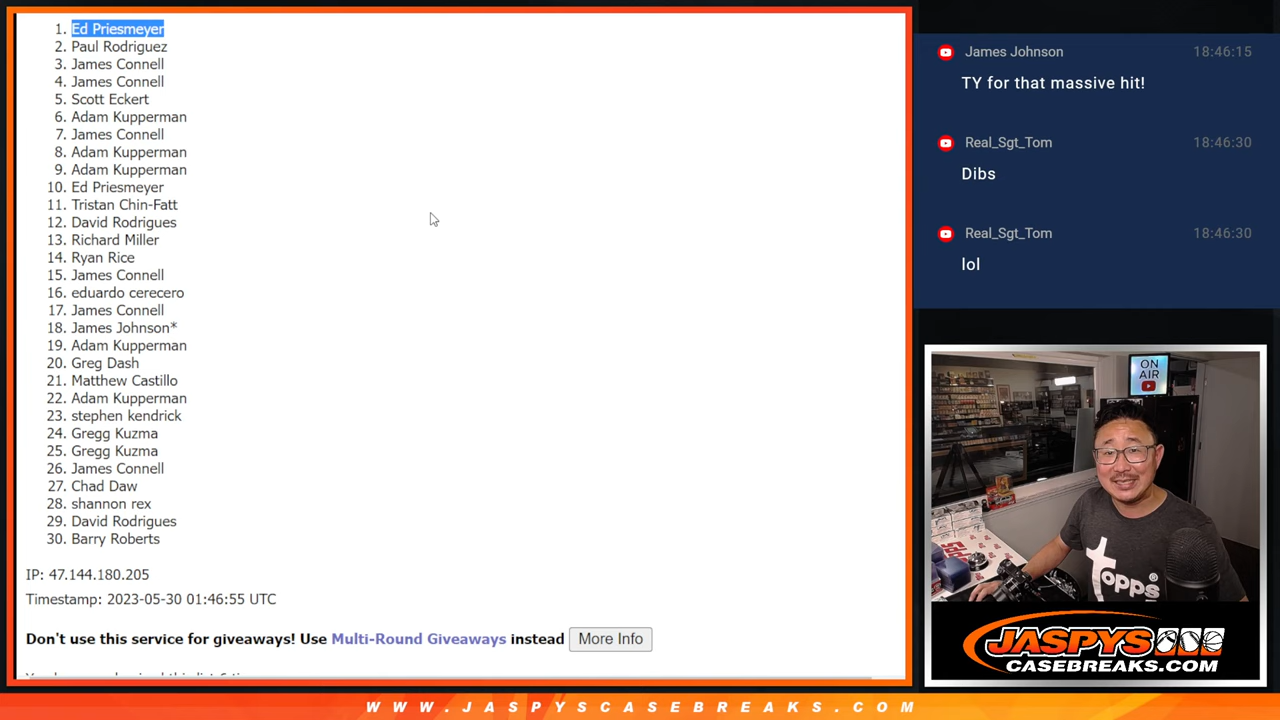 1. Ed Priesmeyer
2. Paul Rodriguez
3. James Connell
4. James Connell
5. Scott Eckert
6. Adam Kupperman
7. James Connell
8. Adam Kupperman
9. Adam Kupperman
10. Ed Priesmeyer
11. Tristan Chin-Fatt
12. David Rodrigues
13. Richard Miller
14. Ryan Rice
15. James Connell
16. eduardo cerecero
17. James Connell
18. James Johnson*
19. Adam Kupperman
20. Greg Dash
21. Matthew Castillo
22. Adam Kupperman
23. stephen kendrick
24. Gregg Kuzma
25. Gregg Kuzma
26. James Connell
27. Chad Daw
28. shannon rex
29. David Rodrigues
30. Barry Roberts
IP: 47.144.180.205
Timestamp: 2023-05-30 01:46:55 UTC
Don't use this service for giveaways! Use Multi-Round Giveaways instead More Info
James Johnson 18:46:15
TY for that massive hit!
Real_Sgt_Tom 18:46:30
Dibs
Real_Sgt_Tom 18:46:30
lol
ON
AIR
topps
JASPYS
CASEBREAKS.COM
WWW.JASPYSCASEBREAKS.COM